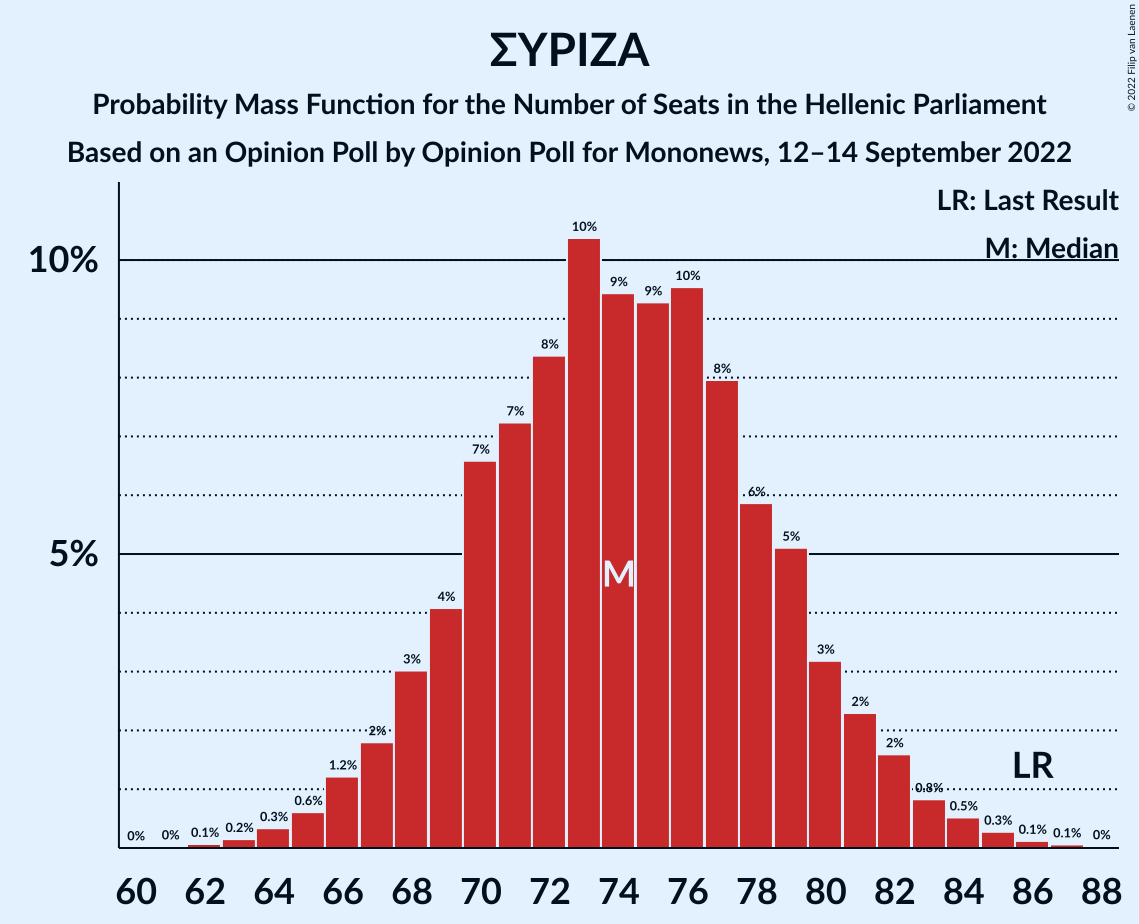 ΣΥΡΙΖΑ
Probability Mass Function for the Number of Seats in the Hellenic Parliament
Based on an Opinion Poll by Opinion Poll for Mononews, 12–14 September 2022
© 2022 Filip van Laenen
LR: Last Result
M: Median
10%
5%
0% 0% 0.1% 0.2% 0.3% 0.6% 1.2% 2% 3% 4% 7% 7% 8% 10% 9% 9% 10% 8% 6% 5% 3% 2% 2% 0.8% 0.5% 0.3% 0.1% 0.1% 0%
M
LR
60 62 64 66 68 70 72 74 76 78 80 82 84 86 88